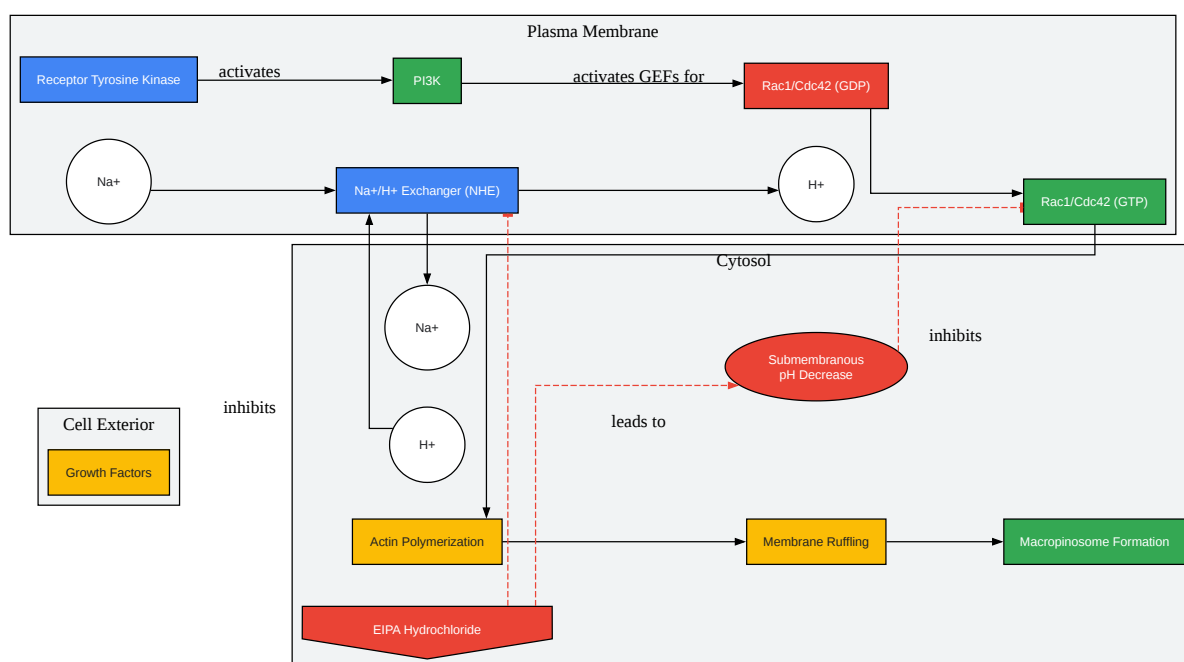 Plasma Membrane
Receptor Tyrosine Kinase
activates
PI3K
activates GEFs for
Rac1/Cdc42 (GDP)
Na+
Na+/H+ Exchanger (NHE)
H+
Rac1/Cdc42 (GTP)
Cytosol
Na+
Submembranous
pH Decrease
inhibits
inhibits
leads to
Cell Exterior
Growth Factors
H+
Actin Polymerization
Membrane Ruffling
Macropinosome Formation
EIPA Hydrochloride